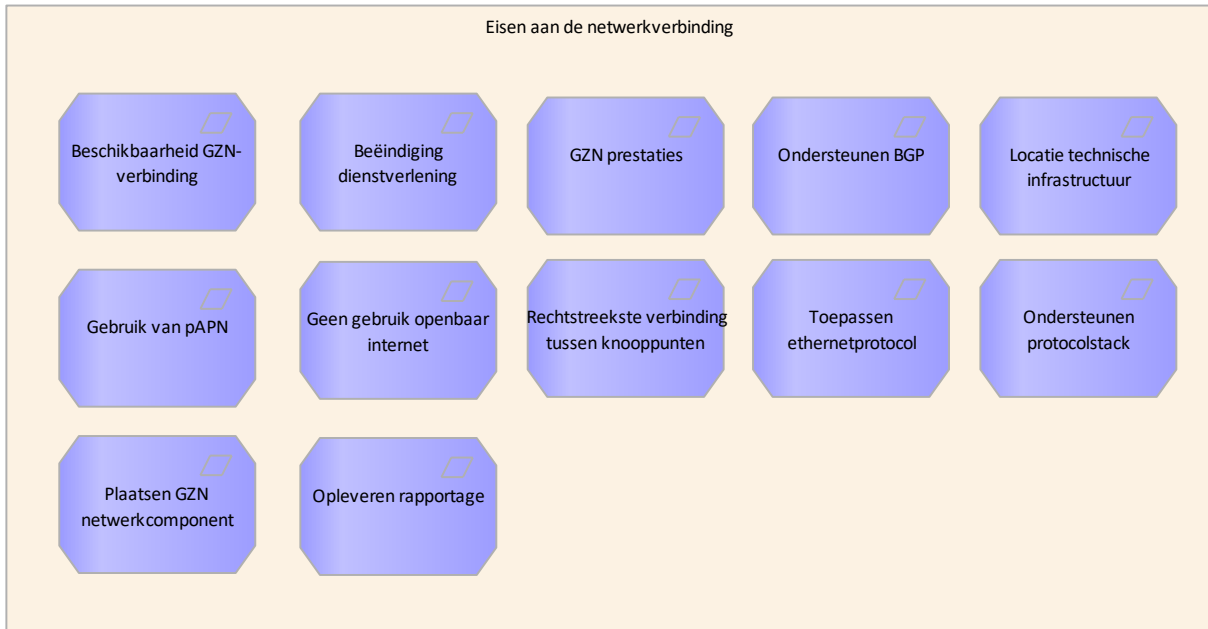 Eisen aan de netwerkverbinding
Beschikbaarheid GZN-
verbinding
Beëindiging
dienstverlening
GZN prestaties
Ondersteunen BGP
Locatie technische
infrastructuur
Gebruik van pAPN
Geen gebruik openbaar
internet
Rechtstreekste verbinding
tussen knooppunten
Toepassen
ethernetprotocol
Ondersteunen
protocolstack
Plaatsen GZN
netwerkcomponent
Opleveren rapportage